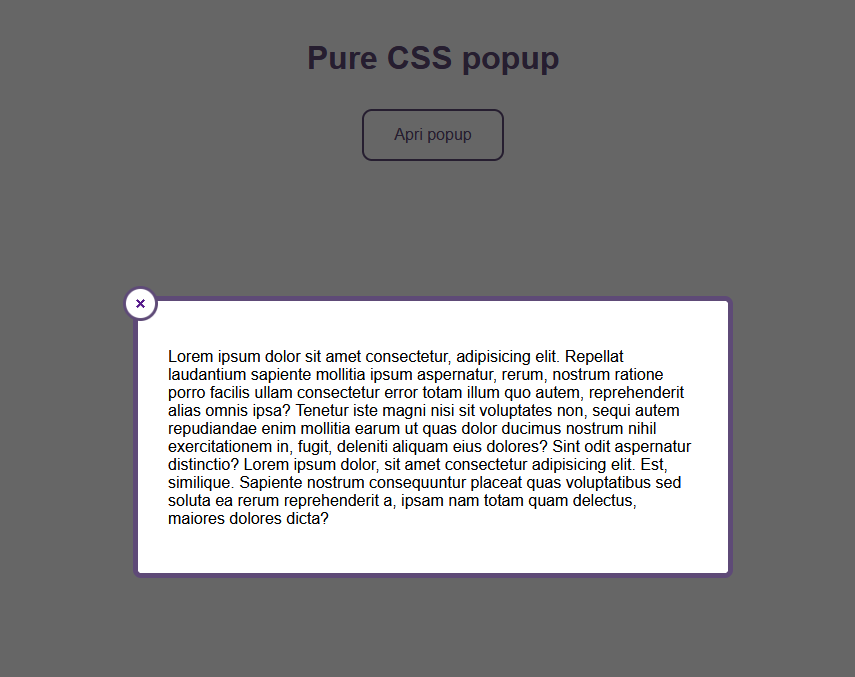 Pure CSS popup
Apri popup
×
Lorem ipsum dolor sit amet consectetur, adipisicing elit. Repellat
laudantium sapiente mollitia ipsum aspernatur, rerum, nostrum ratione
porro facilis ullam consectetur error totam illum quo autem, reprehenderit
alias omnis ipsa? Tenetur iste magni nisi sit voluptates non, sequi autem
repudiandae enim mollitia earum ut quas dolor ducimus nostrum nihil
exercitationem in, fugit, deleniti aliquam eius dolores? Sint odit aspernatur
distinctio? Lorem ipsum dolor, sit amet consectetur adipisicing elit. Est,
similique. Sapiente nostrum consequuntur placeat quas voluptatibus sed
soluta ea rerum reprehenderit a, ipsam nam totam quam delectus,
maiores dolores dicta?